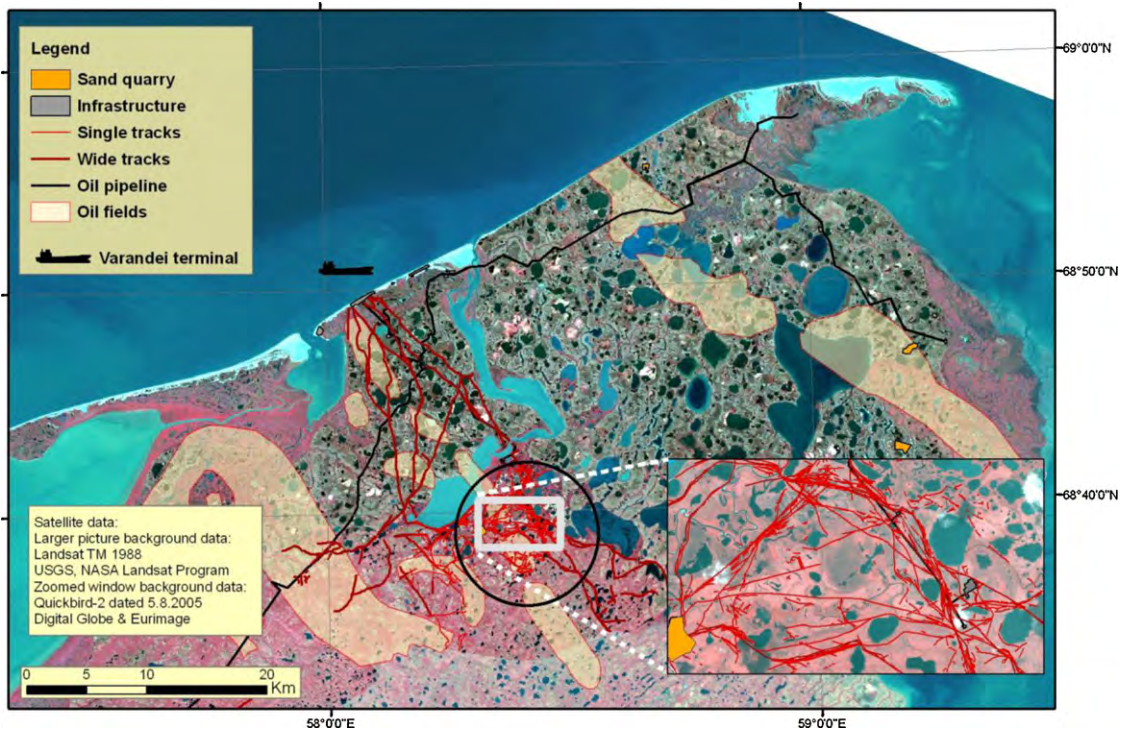 Legend
Sand quarry
Infrastructure
Single tracks
Wide tracks
Oil pipeline
Oil fields
Varandei terminal
69°0'0"N
68°50'0"N
68°40'0"N
Satellite data:
Larger picture background data:
Landsat TM 1988
USGS, NASA Landsat Program
Zoomed window background data:
Quickbird-2 dated 5.8.2005
Digital Globe & Eurimage
0 5 10 20
Km
58°0'0"E
59°0'0"E